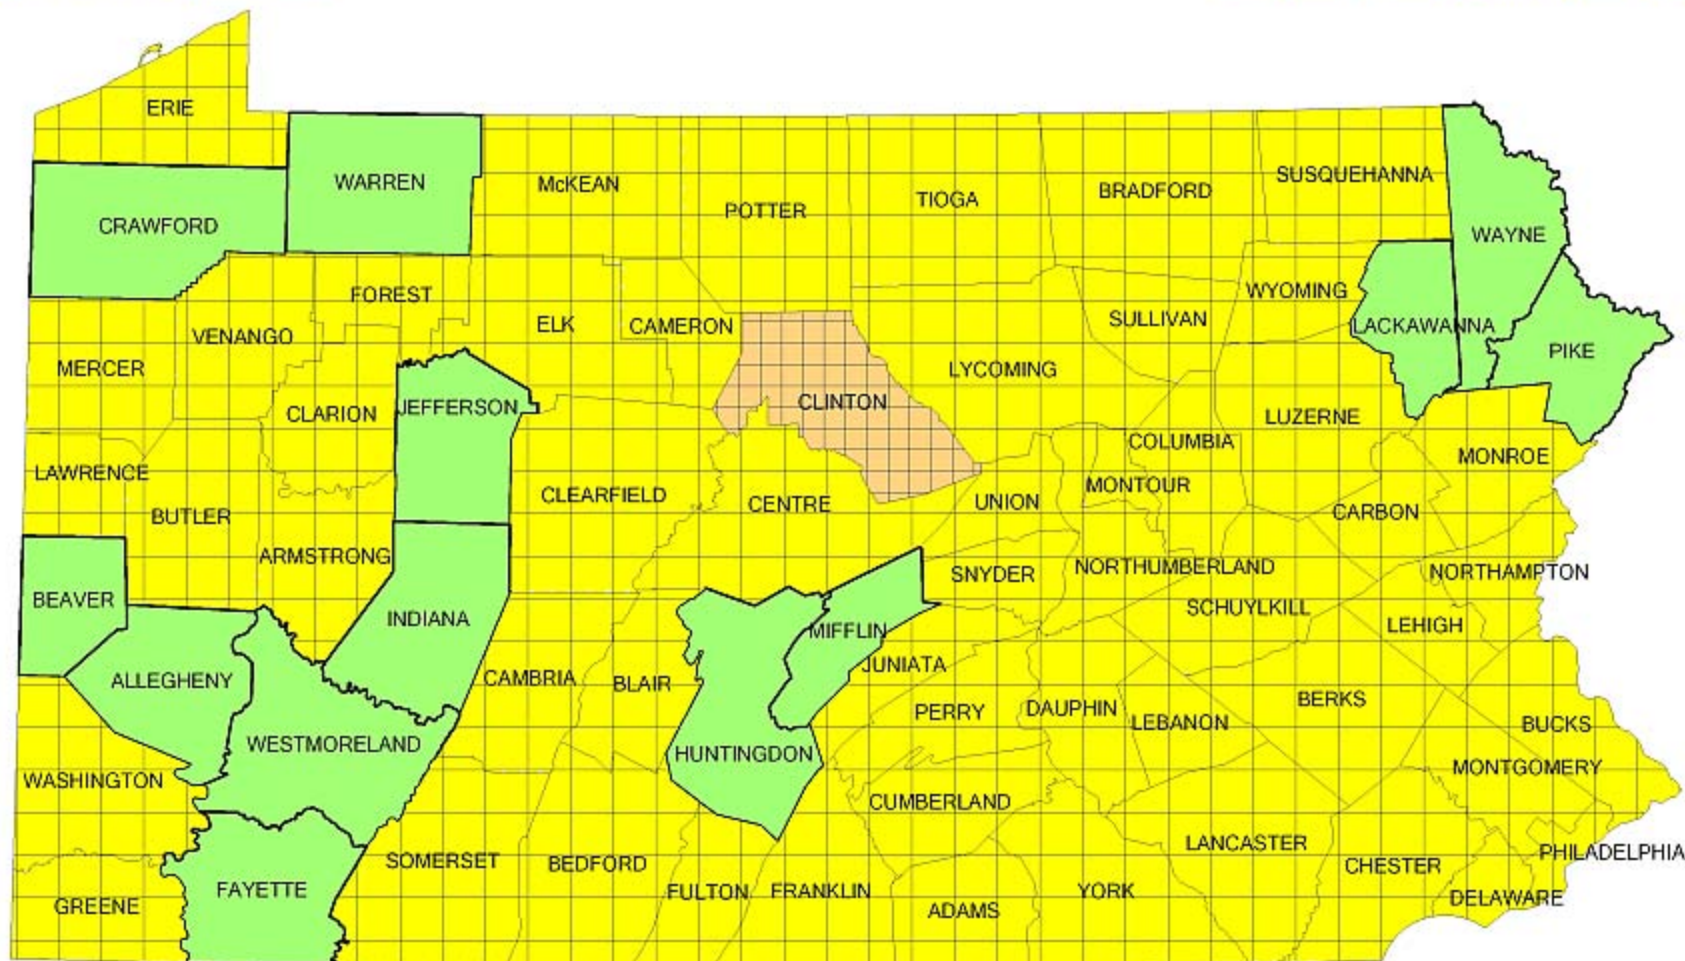 ERIE
WARREN
McKEAN
SUSQUEHANNA
CRAWFORD
POTTER
TIOGA
BRADFORD
WAYNE
FOREST
WYOMING
VENANGO
ELK
CAMERON
SULLIVAN
LACKAWANNA
MERCER
LYCOMING
PIKE
CLARION
JEFFERSON
CLINTON
LUZERNE
COLUMBIA
LAWRENCE
MONROE
CLEARFIELD
CENTRE
UNION
MONTOUR
CARBON
BUTLER
ARMSTRONG
SNYDER
NORTHUMBERLAND
NORTHAMPTON
BEAVER
SCHUYLKILL
INDIANA
MIFFLIN
LEHIGH
JUNIATA
ALLEGHENY
CAMBRIA
BLAIR
BERKS
PERRY
DAUPHIN
LEBANON
BUCKS
WESTMORELAND
HUNTINGDON
WASHINGTON
MONTGOMERY
CUMBERLAND
LANCASTER
PHILADELPHIA
SOMERSET
BEDFORD
CHESTER
FAYETTE
FULTON
FRANKLIN
YORK
DELAWARE
GREENE
ADAMS